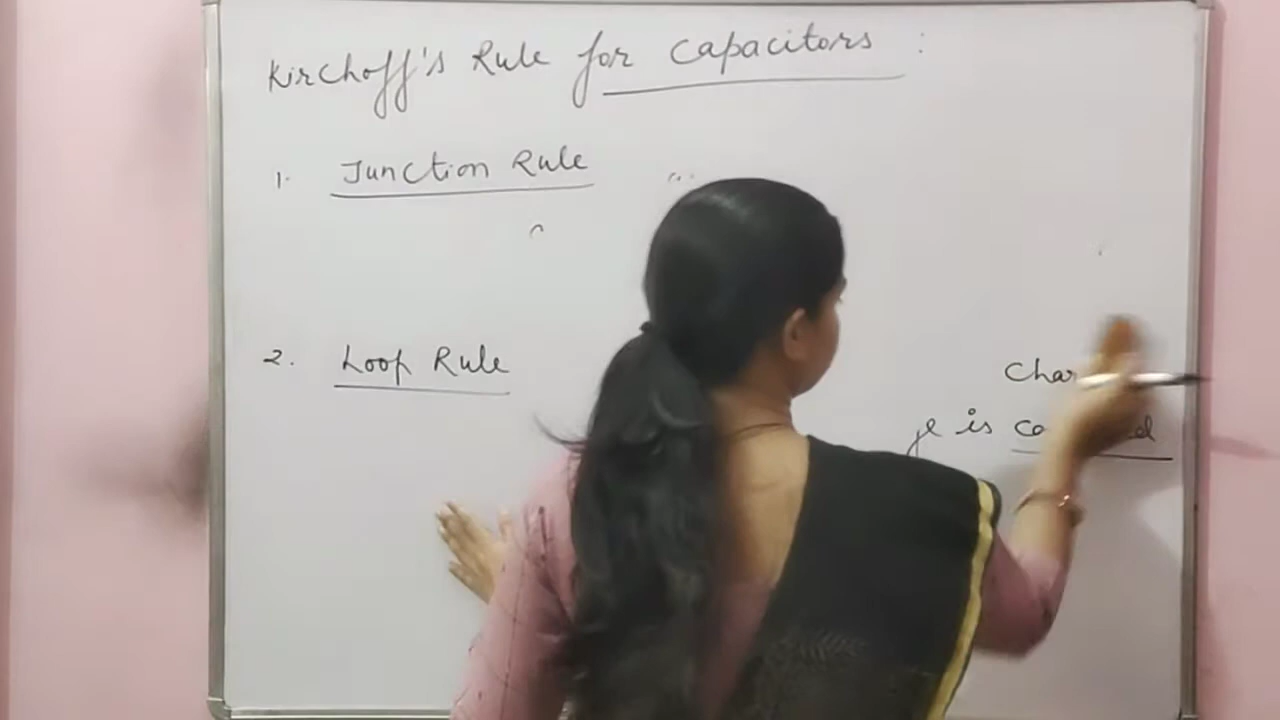 Kirchoff's Rule for Capacitors :
1. Junction Rule
2. Loop Rule
is